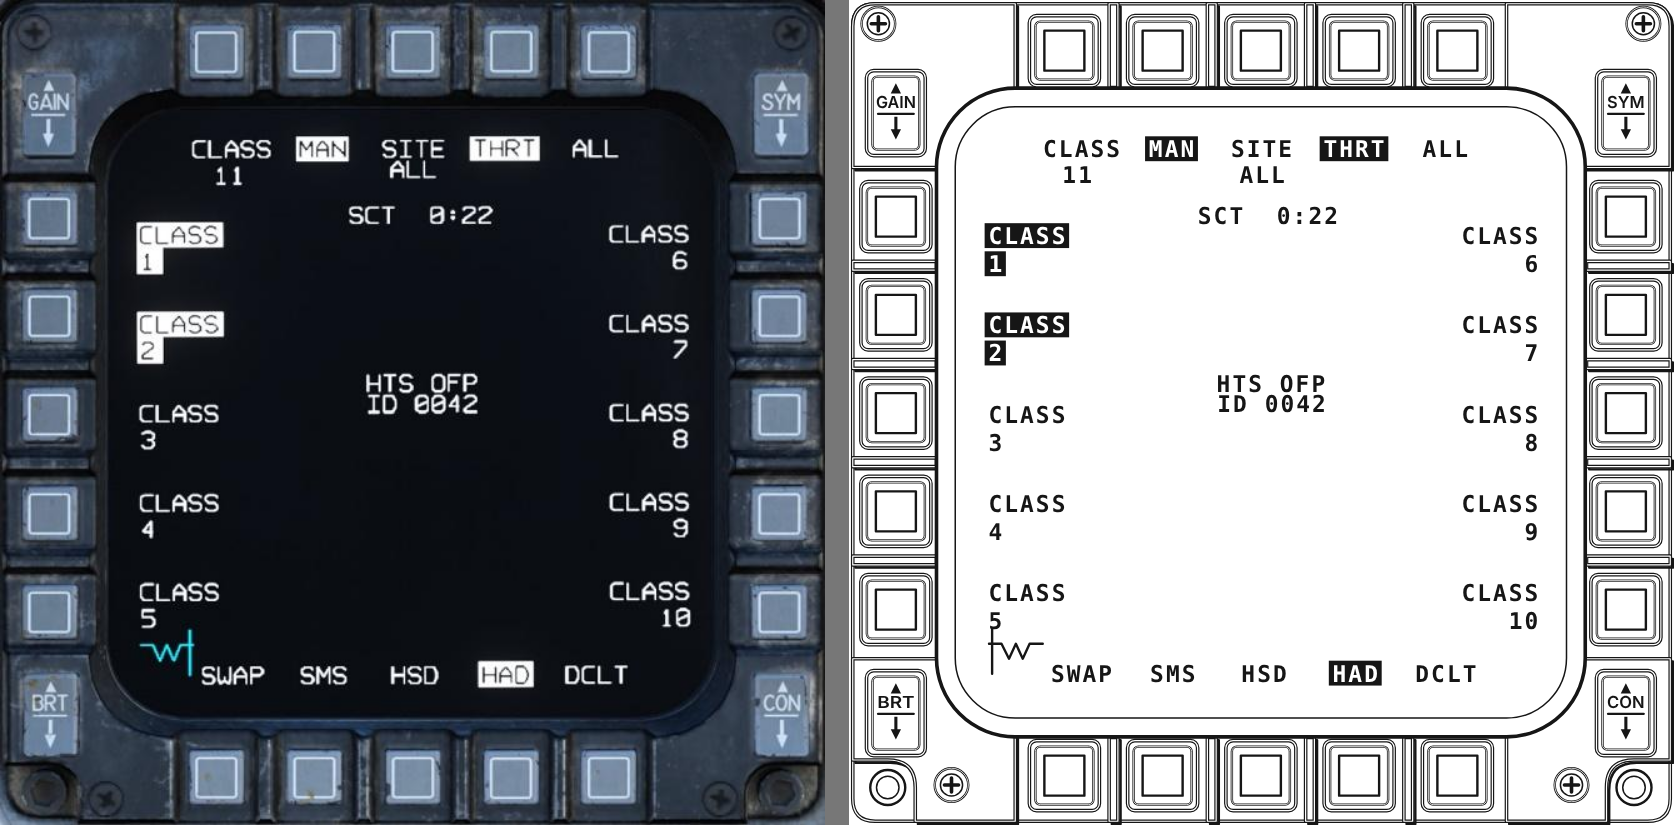 GAIN
SYM
CLASS MAN SITE THRT ALL
11 ALL
SCT 0:22
CLASS CLASS
1 6
CLASS CLASS
2 7
HTS OFP
ID 0042
CLASS CLASS
3 8
CLASS CLASS
4 9
CLASS CLASS
5 10
SWAP SMS HSD HAD DCLT
BRT
CON
GAIN
SYM
CLASS MAN SITE THRT ALL
11 ALL
SCT 0:22
CLASS CLASS
1 6
CLASS CLASS
2 7
HTS OFP
ID 0042
CLASS CLASS
3 8
CLASS CLASS
4 9
CLASS CLASS
5 10
SWAP SMS HSD HAD DCLT
BRT
CON